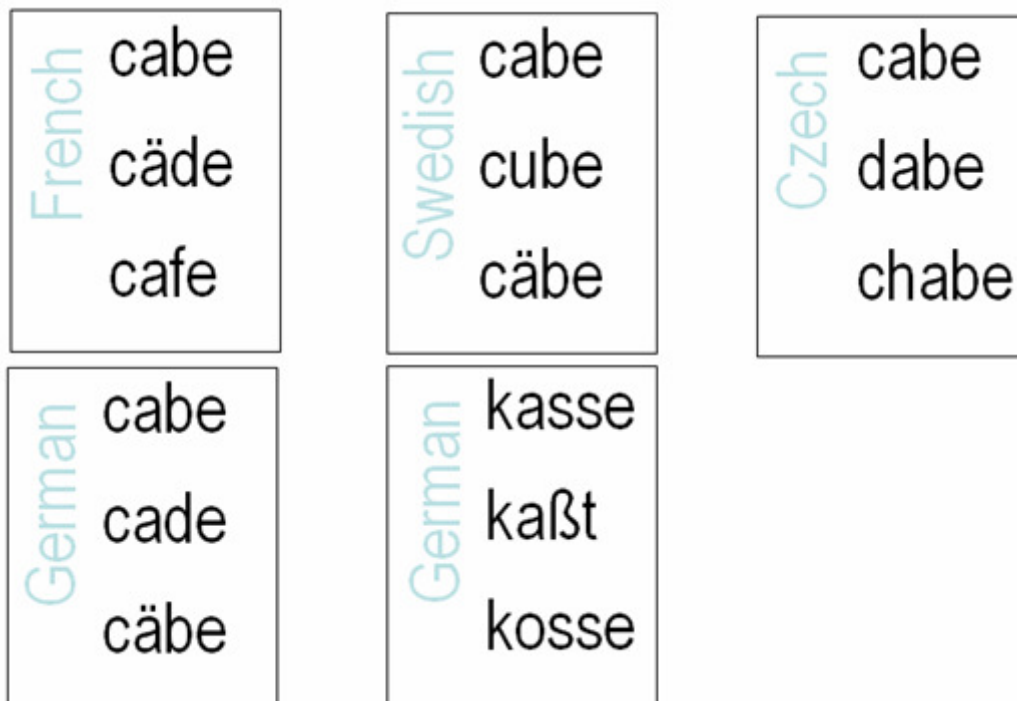 French
cabe
cäde
cafe
Swedish
cabe
cube
cäbe
Czech
cabe
dabe
chabe
German
cabe
cade
cäbe
German
kasse
kaßt
kosse